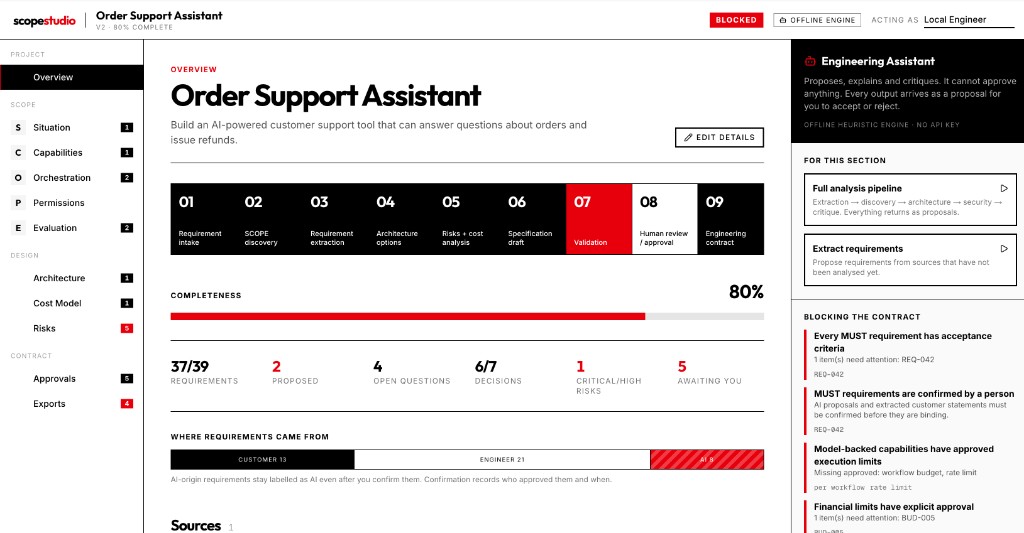 scopestudio
Order Support Assistant
V2 · 80% COMPLETE
BLOCKED
OFFLINE ENGINE
ACTING AS
Local Engineer
PROJECT
Overview
SCOPE
S Situation 1
C Capabilities 1
O Orchestration 2
P Permissions
E Evaluation 2
DESIGN
Architecture 1
Cost Model 1
Risks 5
CONTRACT
Approvals 5
Exports 4
OVERVIEW
Order Support Assistant
Build an AI-powered customer support tool that can answer questions about orders and
issue refunds.
EDIT DETAILS
01
Requirement
intake
02
SCOPE
discovery
03
Requirement
extraction
04
Architecture
options
05
Risks + cost
analysis
06
Specification
draft
07
Validation
08
Human review
/ approval
09
Engineering
contract
COMPLETENESS
80%
37/39
REQUIREMENTS
2
PROPOSED
4
OPEN QUESTIONS
6/7
DECISIONS
1
CRITICAL/HIGH
RISKS
5
AWAITING YOU
WHERE REQUIREMENTS CAME FROM
CUSTOMER 13
ENGINEER 21
AI 8
AI-origin requirements stay labelled as AI even after you confirm them. Confirmation records who approved them and when.
Sources 1
Engineering Assistant
Proposes, explains and critiques. It cannot approve
anything. Every output arrives as a proposal for
you to accept or reject.
OFFLINE HEURISTIC ENGINE · NO API KEY
FOR THIS SECTION
Full analysis pipeline
Extraction → discovery → architecture → security →
critique. Everything returns as proposals.
Extract requirements
Propose requirements from sources that have not
been analysed yet.
BLOCKING THE CONTRACT
Every MUST requirement has acceptance
criteria
1 item(s) need attention: REQ-042
REQ-042
MUST requirements are confirmed by a person
AI proposals and extracted customer statements must
be confirmed before they are binding.
REQ-042
Model-backed capabilities have approved
execution limits
Missing approved: workflow budget, rate limit
per workflow rate limit
Financial limits have explicit approval
1 item(s) need attention: BUD-005
BUD-005